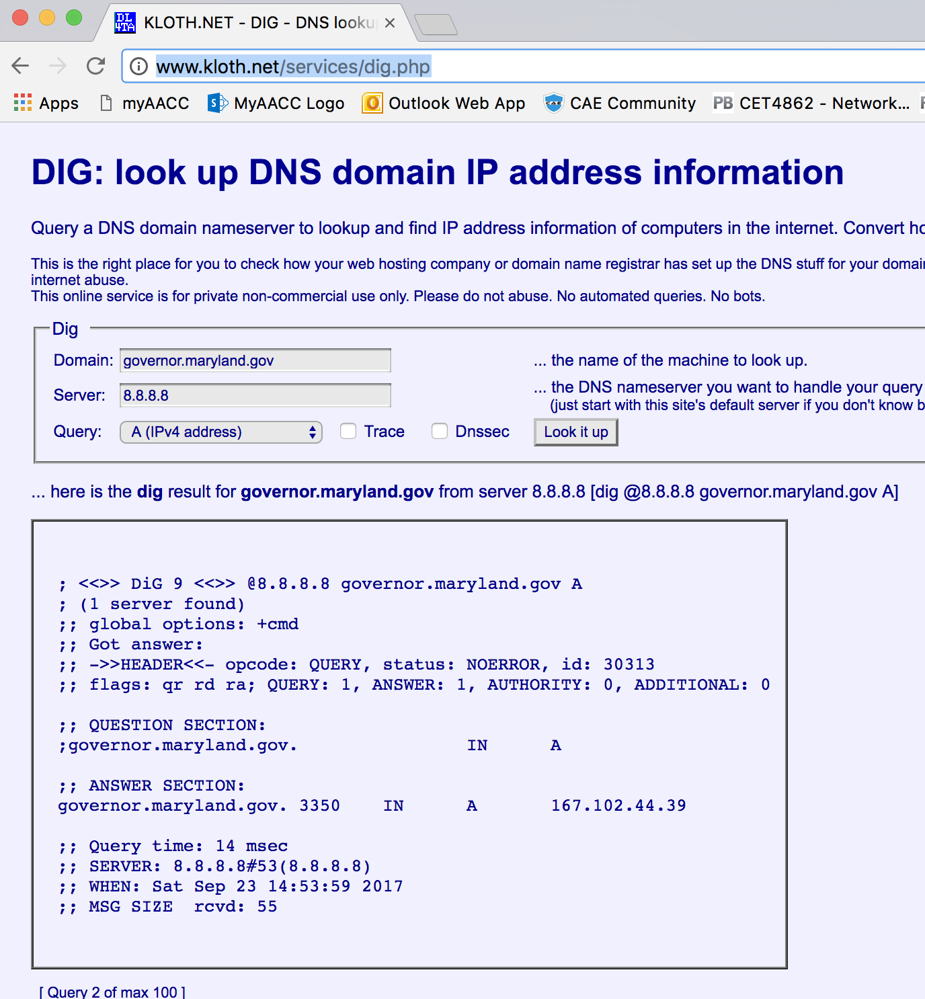 DL
4TA
KLOTH.NET - DIG - DNS looku
www.kloth.net/services/dig.php
Apps myAACC S MyAACC Logo O Outlook Web App CAE CAE Community PB CET4862 - Network...
DIG: look up DNS domain IP address information
Query a DNS domain nameserver to lookup and find IP address information of computers in the internet. Convert
This is the right place for you to check how your web hosting company or domain name registrar has set up the DNS stuff for your
internet abuse.
This online service is for private non-commercial use only. Please do not abuse. No automated queries. No bots.
Dig
Domain: governor.maryland.gov ... the name of the machine to look up.
Server: 8.8.8.8 ... the DNS nameserver you want to handle your query
(just start with this site's default server if you don't know
Query: A (IPv4 address) Trace Dnssec Look it up
... here is the dig result for governor.maryland.gov from server 8.8.8.8 [dig @8.8.8.8 governor.maryland.gov A]
; <<>> DiG 9 <<>> @8.8.8.8 governor.maryland.gov A
; (1 server found)
;; global options: +cmd
;; Got answer:
;; ->>HEADER<<- opcode: QUERY, status: NOERROR, id: 30313
;; flags: qr rd ra; QUERY: 1, ANSWER: 1, AUTHORITY: 0, ADDITIONAL: 0
;; QUESTION SECTION:
;governor.maryland.gov. IN A
;; ANSWER SECTION:
governor.maryland.gov. 3350 IN A 167.102.44.39
;; Query time: 14 msec
;; SERVER: 8.8.8.8#53(8.8.8.8)
;; WHEN: Sat Sep 23 14:53:59 2017
;; MSG SIZE rcvd: 55
[ Query 2 of max 100 ]